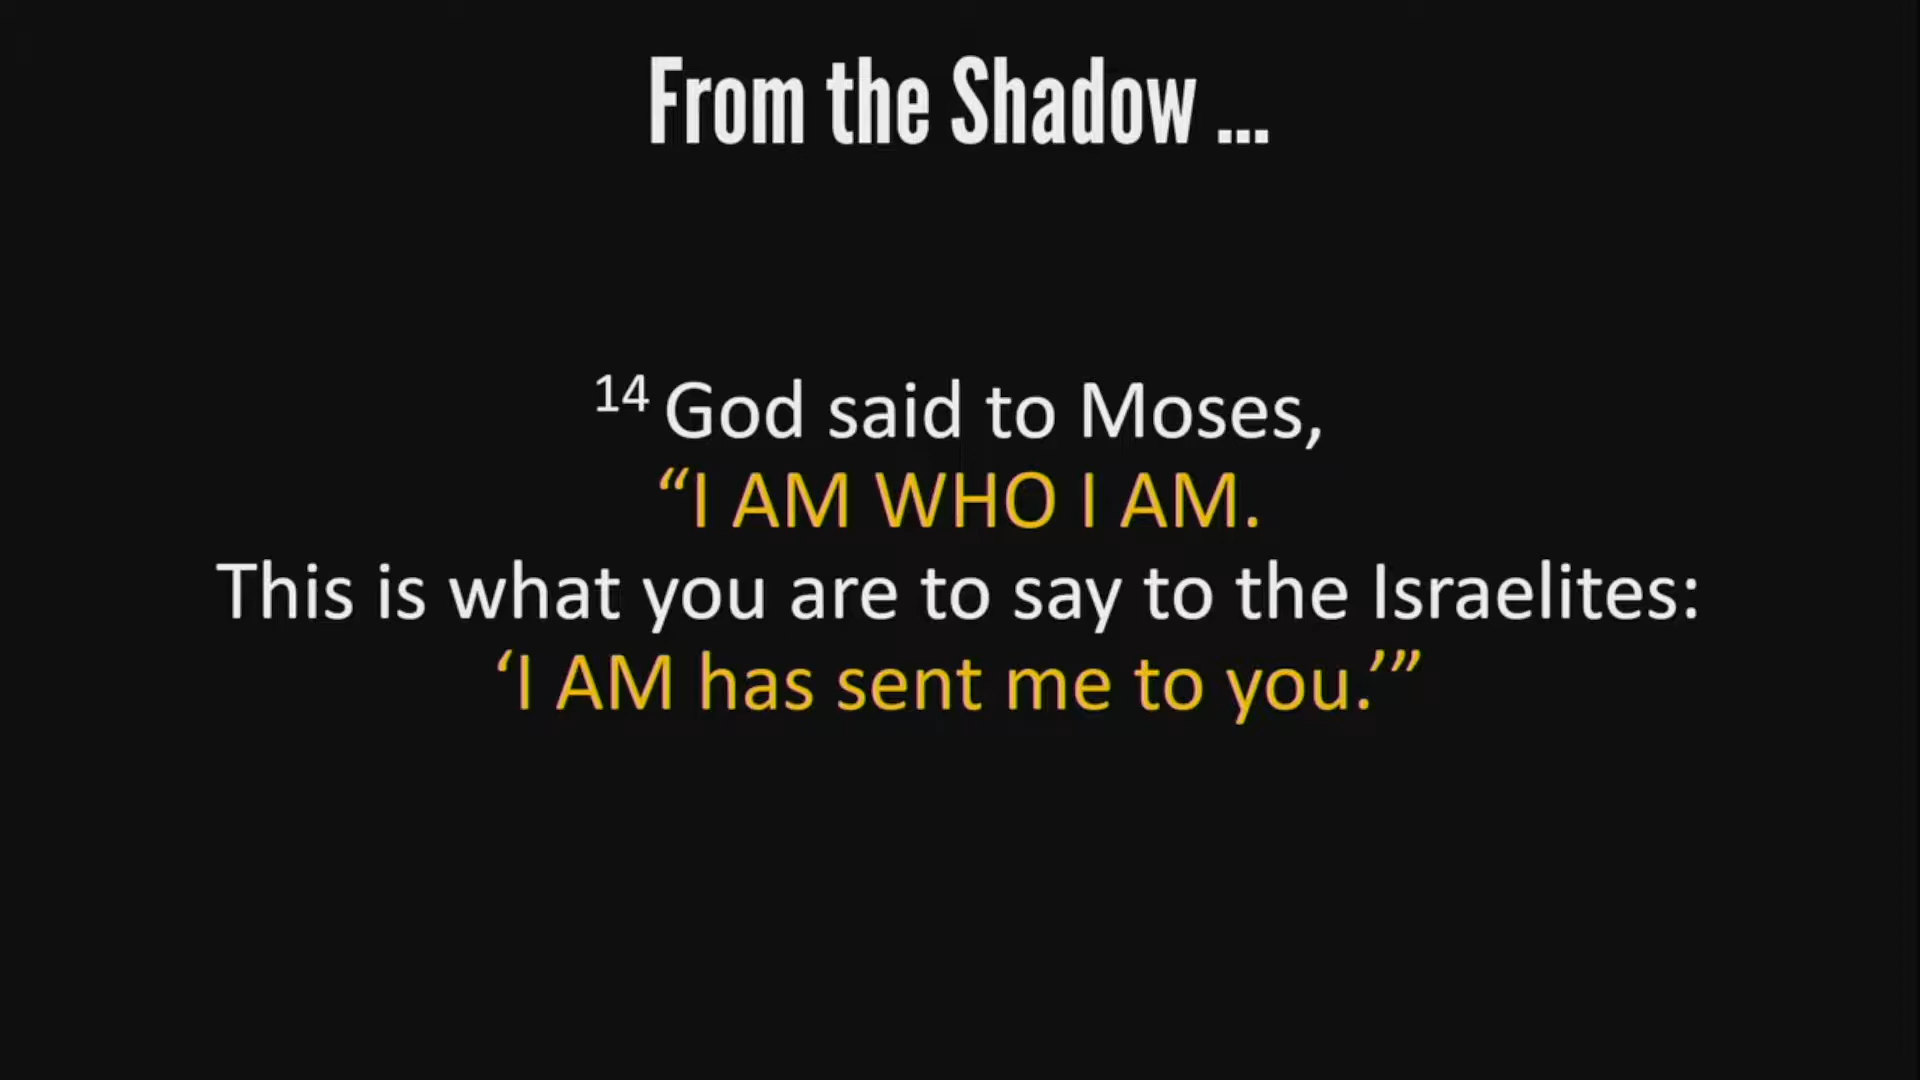 From the Shadow ...
14 God said to Moses,
“I AM WHO I AM.
This is what you are to say to the Israelites:
‘I AM has sent me to you.’”